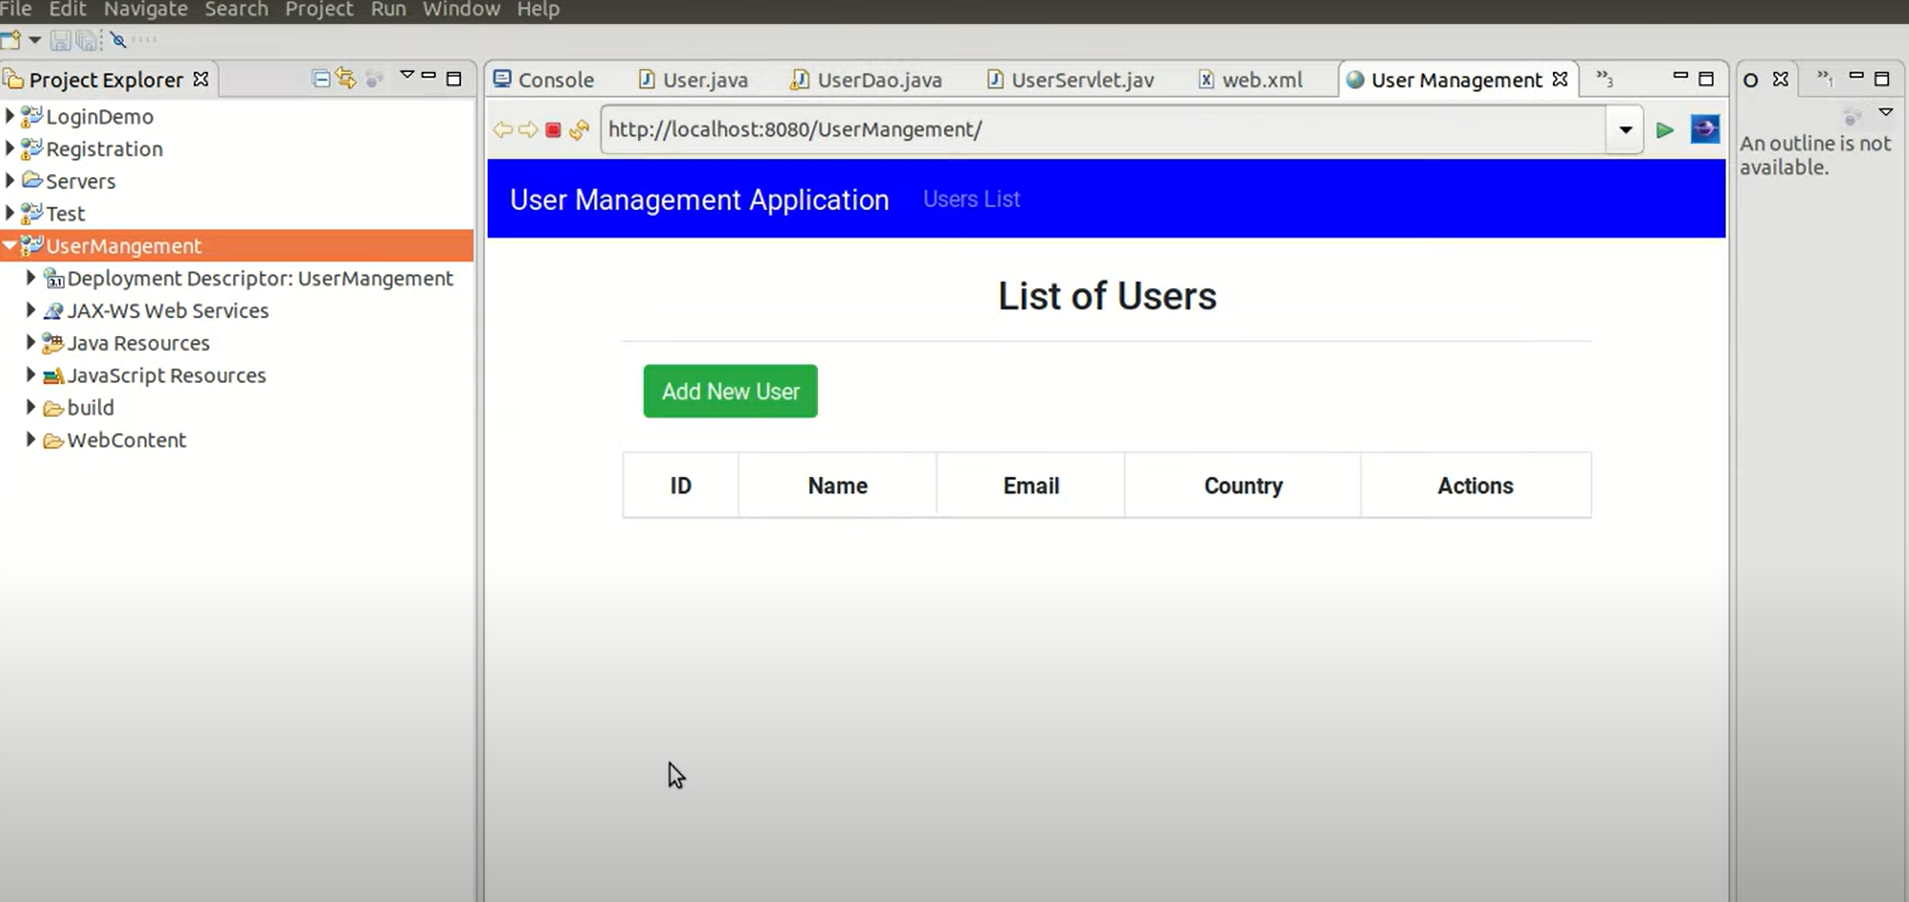 File Edit Navigate Search Project Run Window Help
Project Explorer
LoginDemo
Registration
Servers
Test
UserMangement
Deployment Descriptor: UserMangement
JAX-WS Web Services
Java Resources
JavaScript Resources
build
WebContent
Console User.java UserDao.java UserServlet.jav web.xml User Management »3
http://localhost:8080/UserMangement/
User Management Application Users List
List of Users
Add New User
ID Name Email Country Actions
O »1
An outline is not
available.